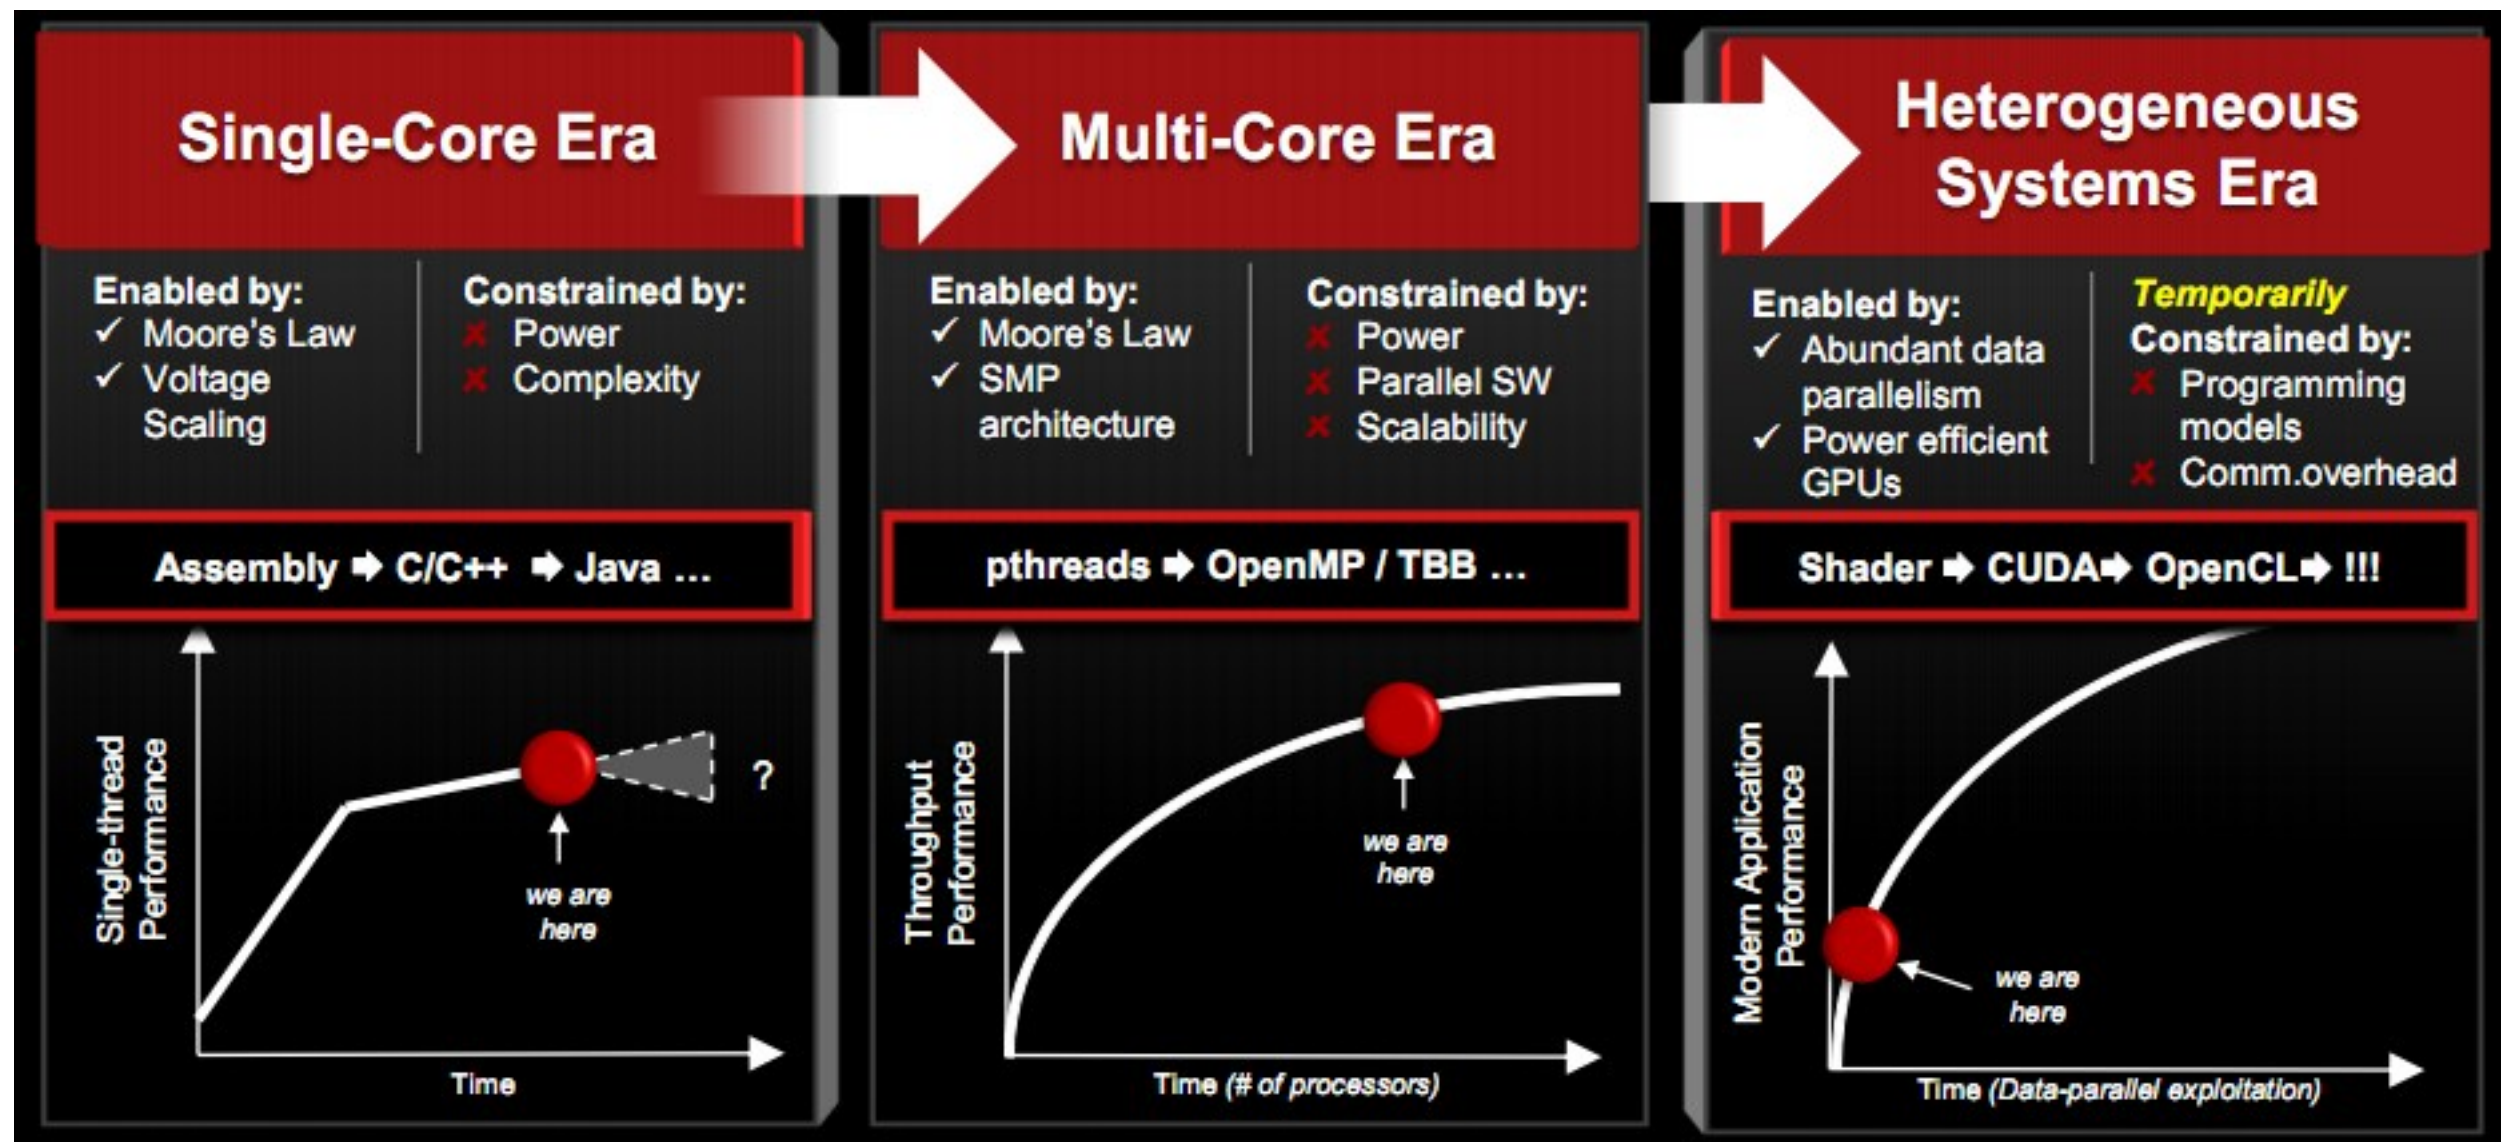 Single-Core Era
Enabled by:
✓ Moore's Law
✓ Voltage
Scaling
Constrained by:
✗ Power
✗ Complexity
Assembly ➡ C/C++ ➡ Java ...
Single-thread
Performance
?
we are
here
Time
Multi-Core Era
Enabled by:
✓ Moore's Law
✓ SMP
architecture
Constrained by:
✗ Power
✗ Parallel SW
✗ Scalability
pthreads ➡ OpenMP / TBB ...
Throughput
Performance
we are
here
Time (# of processors)
Heterogeneous
Systems Era
Enabled by:
✓ Abundant data
parallelism
✓ Power efficient
GPUs
Temporarily
Constrained by:
✗ Programming
models
✗ Comm.overhead
Shader ➡ CUDA➡ OpenCL➡ !!!
Modern Application
Performance
we are
here
Time (Data-parallel exploitation)